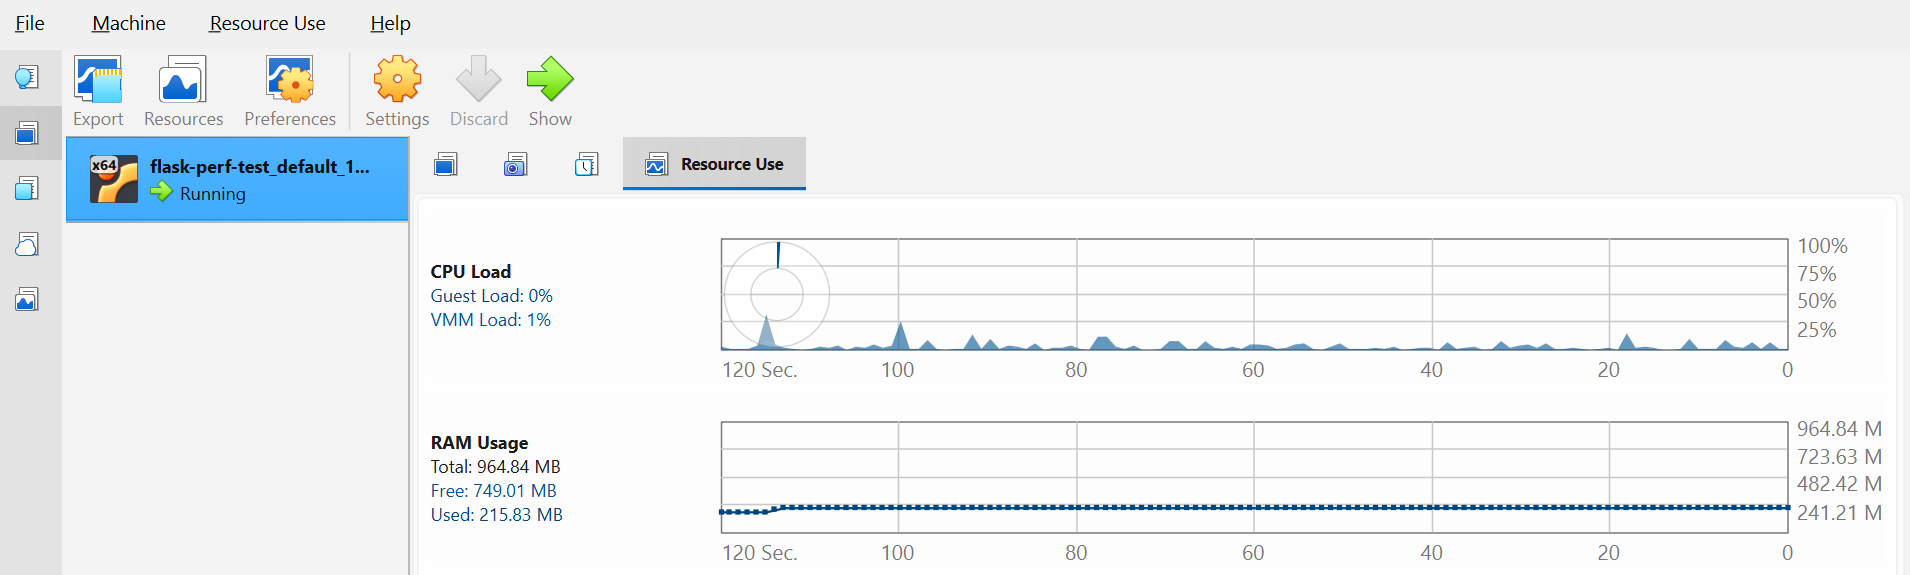 File Machine Resource Use Help
Export Resources Preferences Settings Discard Show
x64
flask-perf-test_default_1...
Running
Resource Use
CPU Load
Guest Load: 0%
VMM Load: 1%
100%
75%
50%
25%
120 Sec. 100 80 60 40 20 0
RAM Usage
Total: 964.84 MB
Free: 749.01 MB
Used: 215.83 MB
964.84 M
723.63 M
482.42 M
241.21 M
120 Sec. 100 80 60 40 20 0